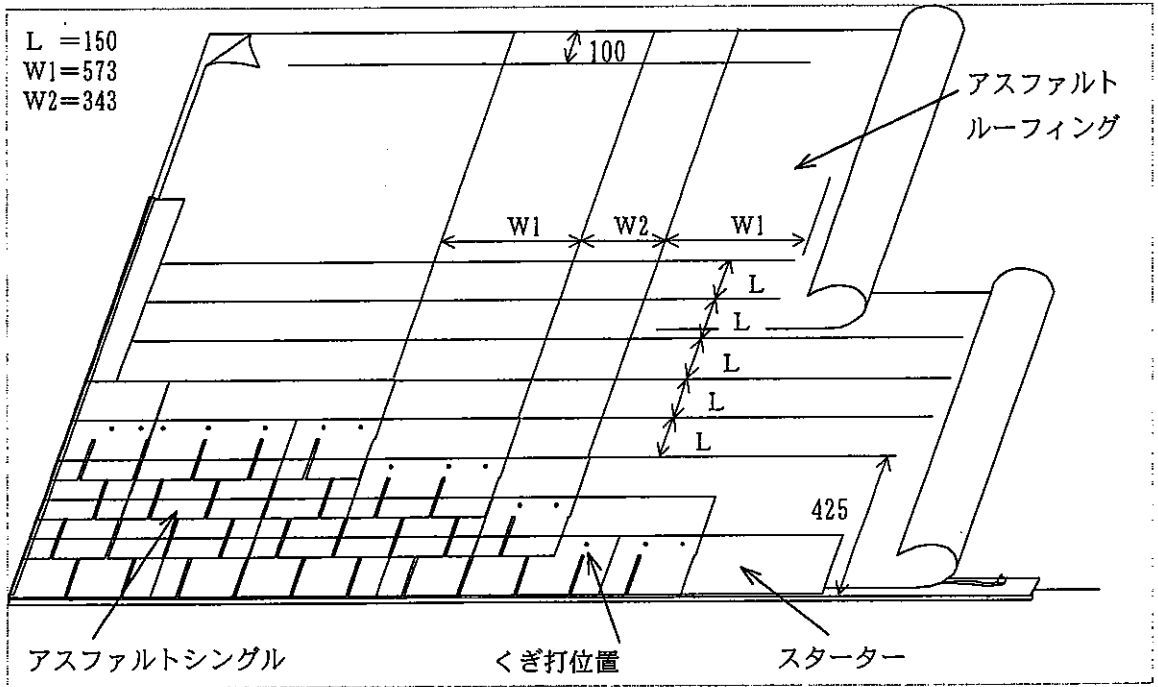 L =150
W1=573
W2=343
100
アスファルト
ルーフィング
W1
W2
W1
L
L
L
L
L
425
アスファルトシングル
くぎ打位置
スターター